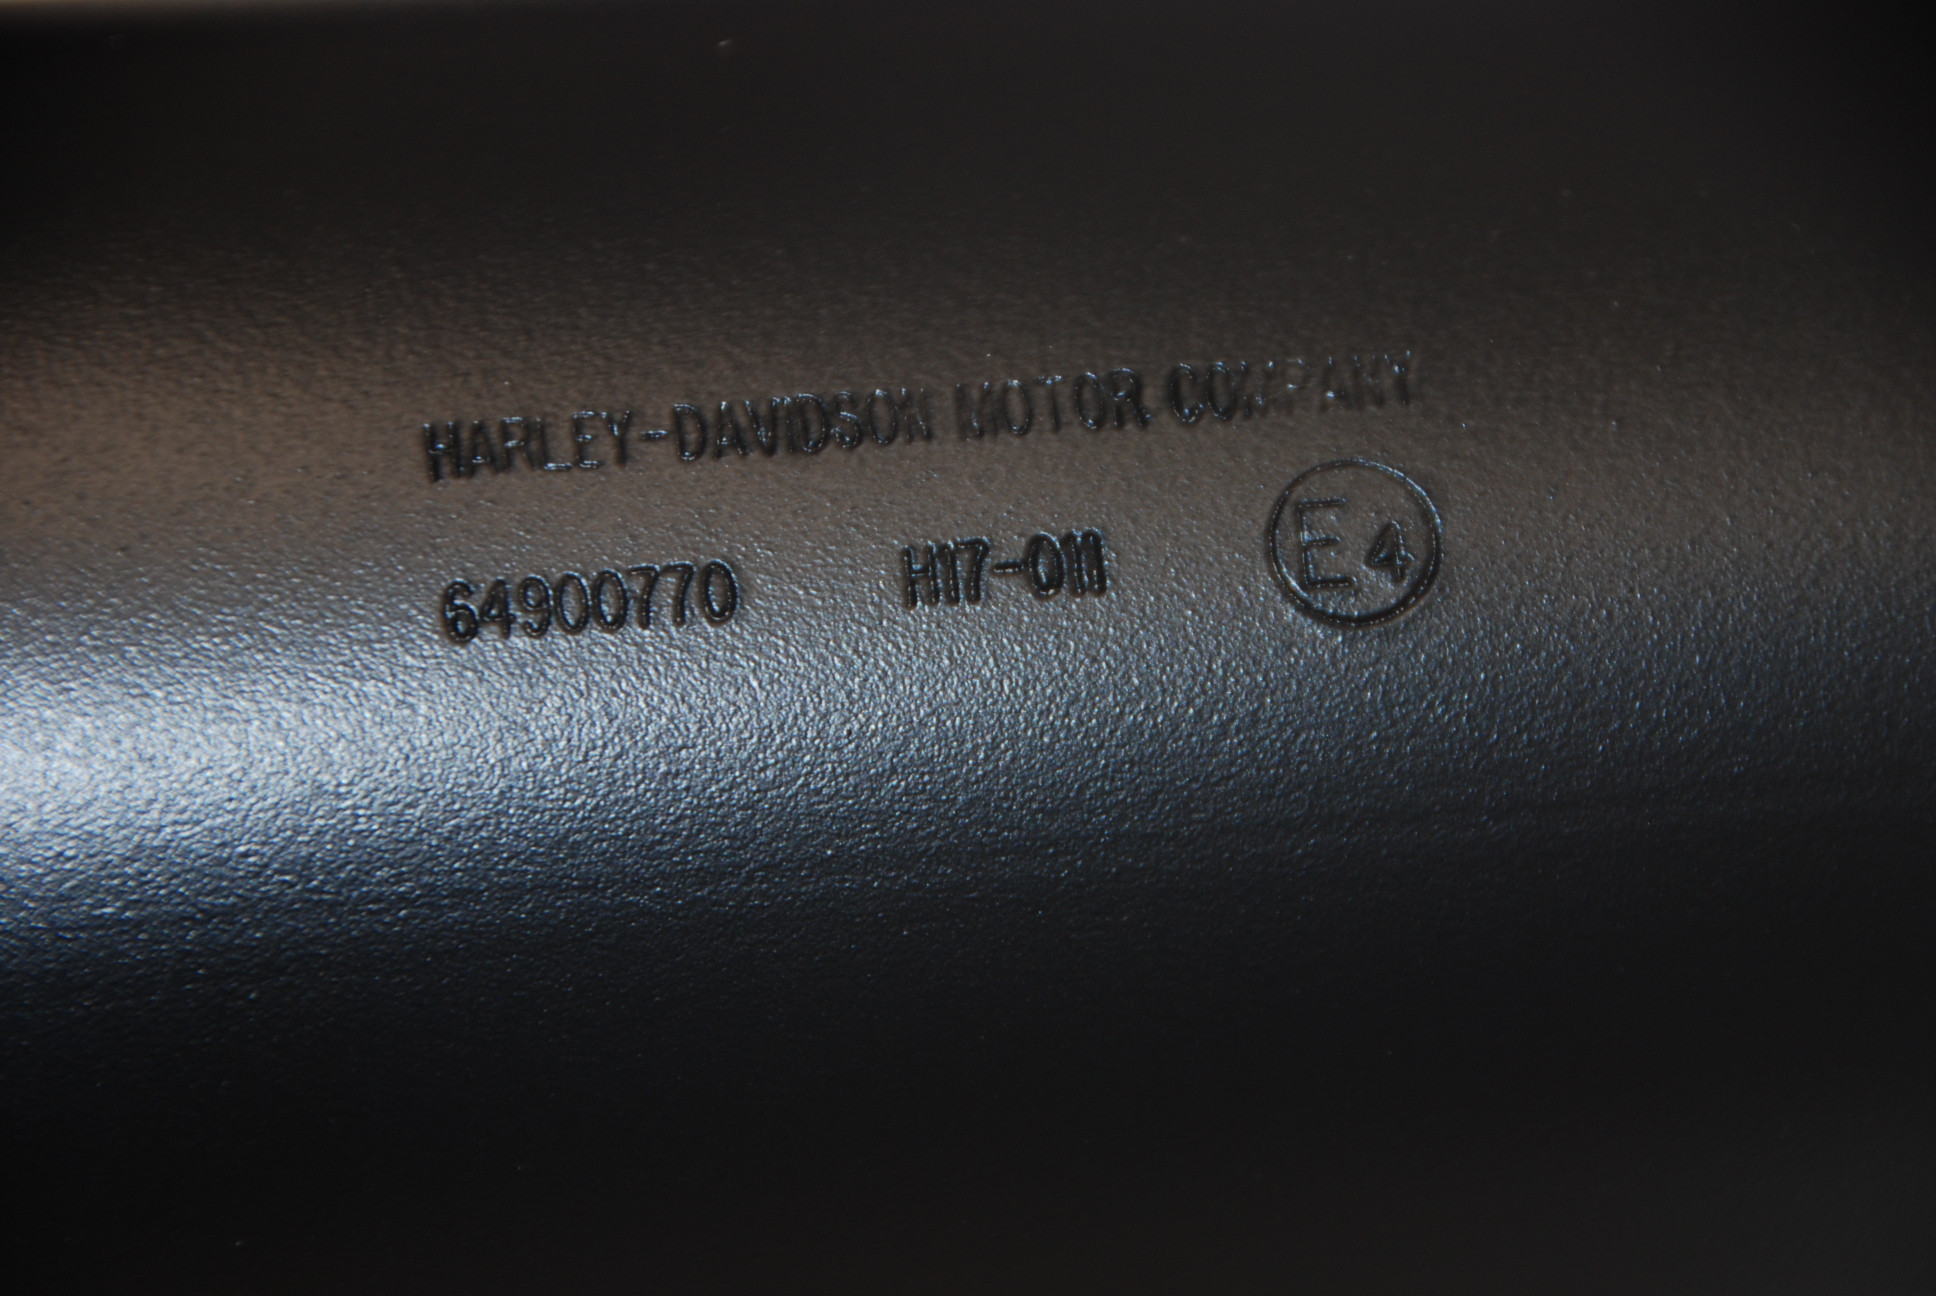 HARLEY-DAVIDSON MOTOR COMPANY
64900770 H17-011 E4